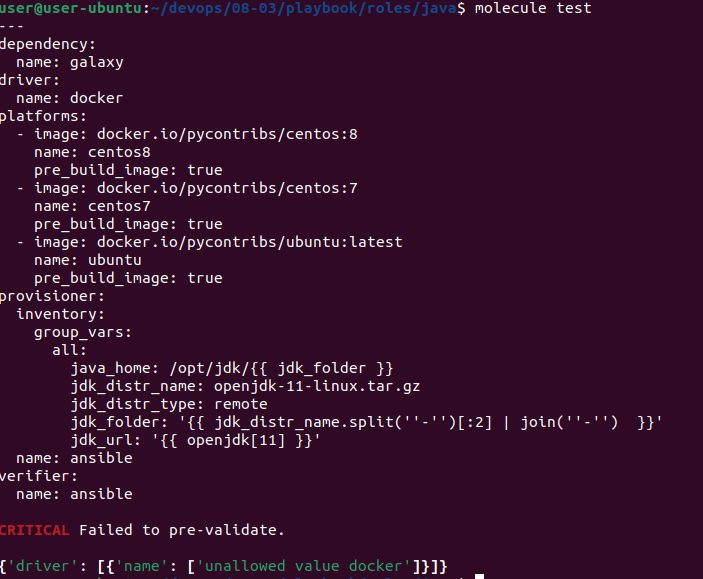 user@user-ubuntu:~/devops/08-03/playbook/roles/java$ molecule test
---
dependency:
  name: galaxy
driver:
  name: docker
platforms:
  - image: docker.io/pycontribs/centos:8
    name: centos8
    pre_build_image: true
  - image: docker.io/pycontribs/centos:7
    name: centos7
    pre_build_image: true
  - image: docker.io/pycontribs/ubuntu:latest
    name: ubuntu
    pre_build_image: true
provisioner:
  inventory:
    group_vars:
      all:
        java_home: /opt/jdk/{{ jdk_folder }}
        jdk_distr_name: openjdk-11-linux.tar.gz
        jdk_distr_type: remote
        jdk_folder: '{{ jdk_distr_name.split(''-'')[:2] | join(''-'')  }}'
        jdk_url: '{{ openjdk[11] }}'
  name: ansible
verifier:
  name: ansible

CRITICAL Failed to pre-validate.

{'driver': [{'name': ['unallowed value docker']}]}